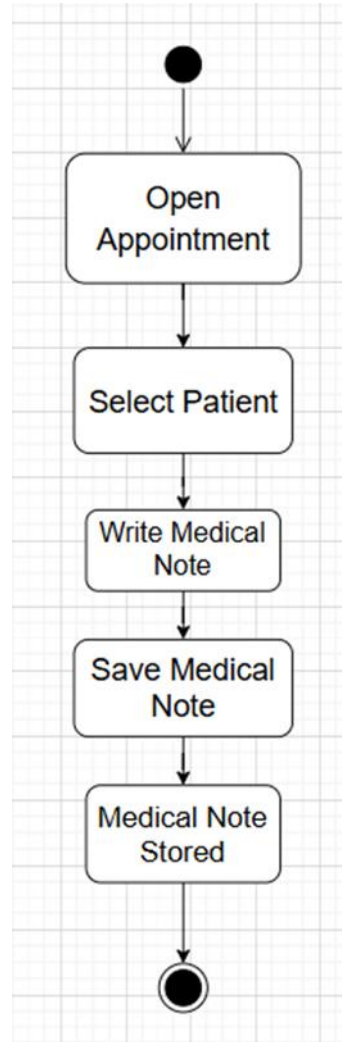 Open
Appointment
Select Patient
Write Medical
Note
Save Medical
Note
Medical Note
Stored